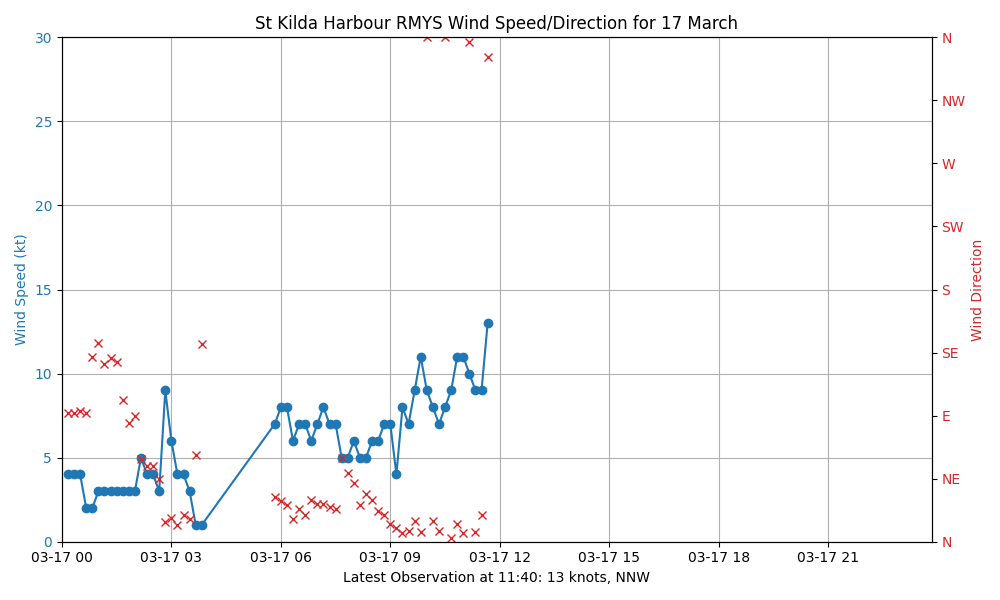 St Kilda Harbour RMYS Wind Speed/Direction for 17 March
30
25
20
15
10
5
0
Wind Speed (kt)
N
NW
W
SW
S
SE
E
NE
N
Wind Direction
03-17 00
03-17 03
03-17 06
03-17 09
03-17 12
03-17 15
03-17 18
03-17 21
Latest Observation at 11:40: 13 knots, NNW